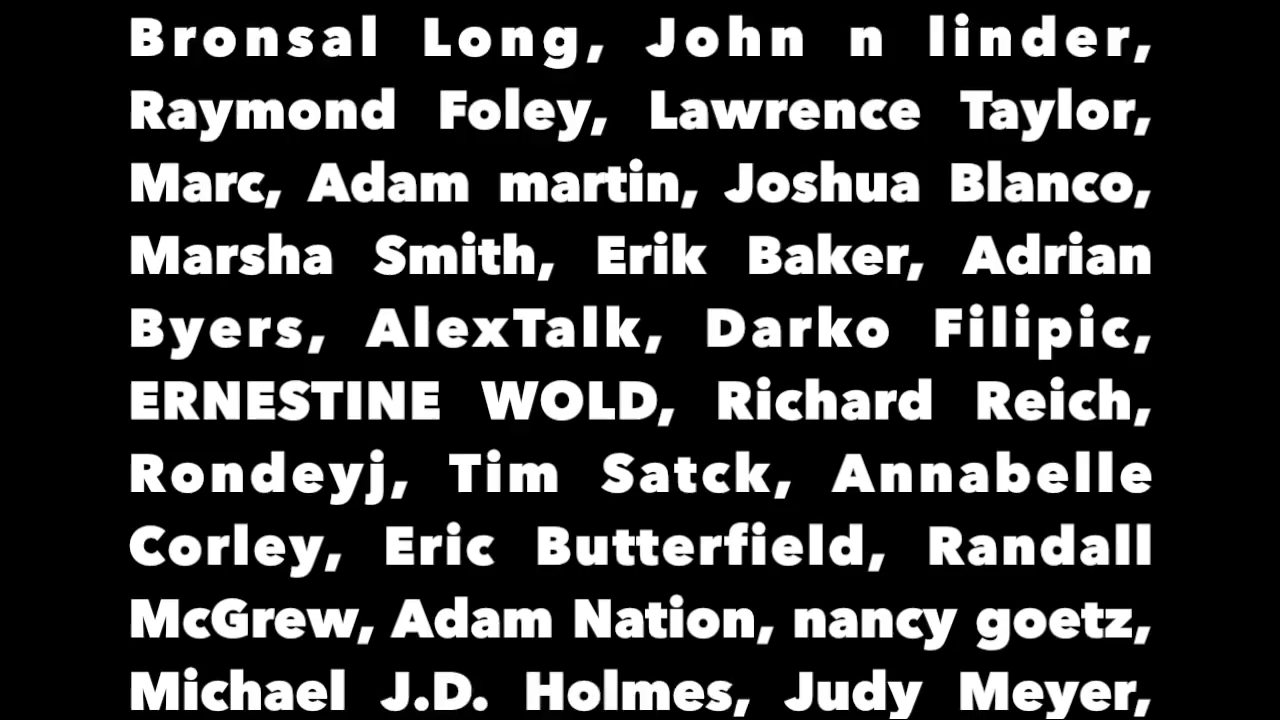 Bronsal Long, John n linder,
Raymond Foley, Lawrence Taylor,
Marc, Adam martin, Joshua Blanco,
Marsha Smith, Erik Baker, Adrian
Byers, AlexTalk, Darko Filipic,
ERNESTINE WOLD, Richard Reich,
Rondeyj, Tim Satck, Annabelle
Corley, Eric Butterfield, Randall
McGrew, Adam Nation, nancy goetz,
Michael J.D. Holmes, Judy Meyer,